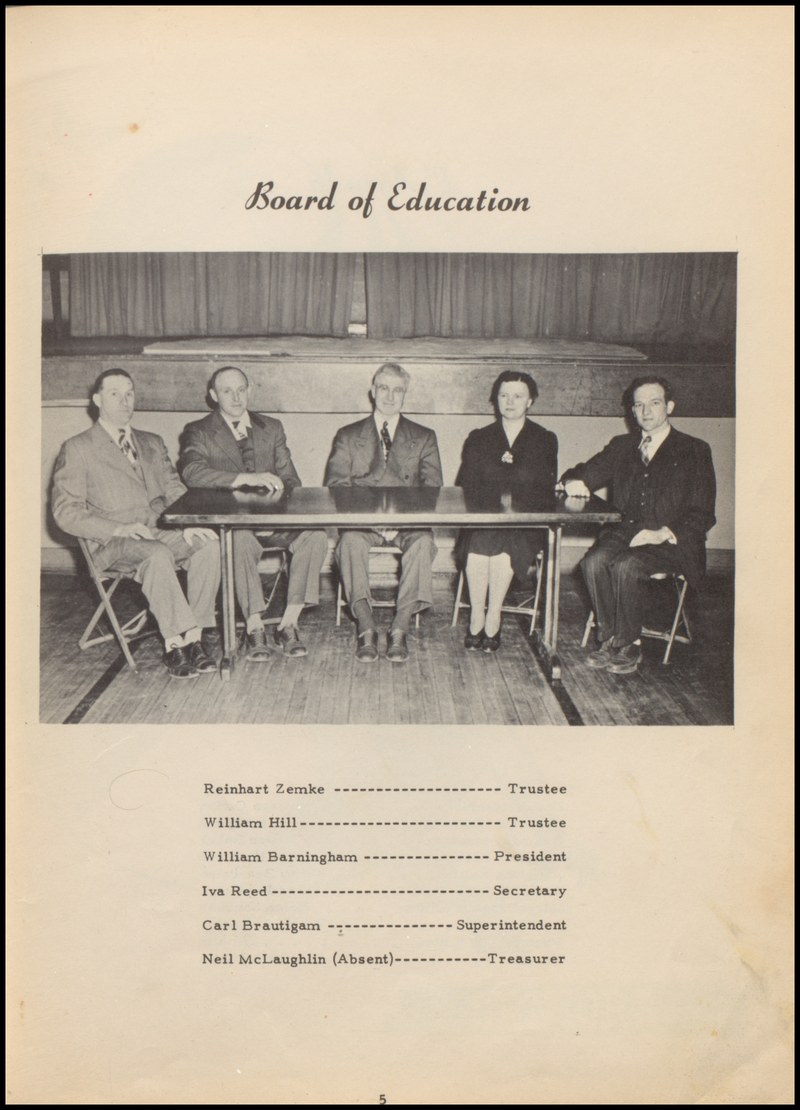 Board of Education
Reinhart Zemke -------------------- Trustee
William Hill------------------------ Trustee
William Barningham --------------- President
Iva Reed -------------------------- Secretary
Carl Brautigam --------------- Superintendent
Neil McLaughlin (Absent)-----------Treasurer
5